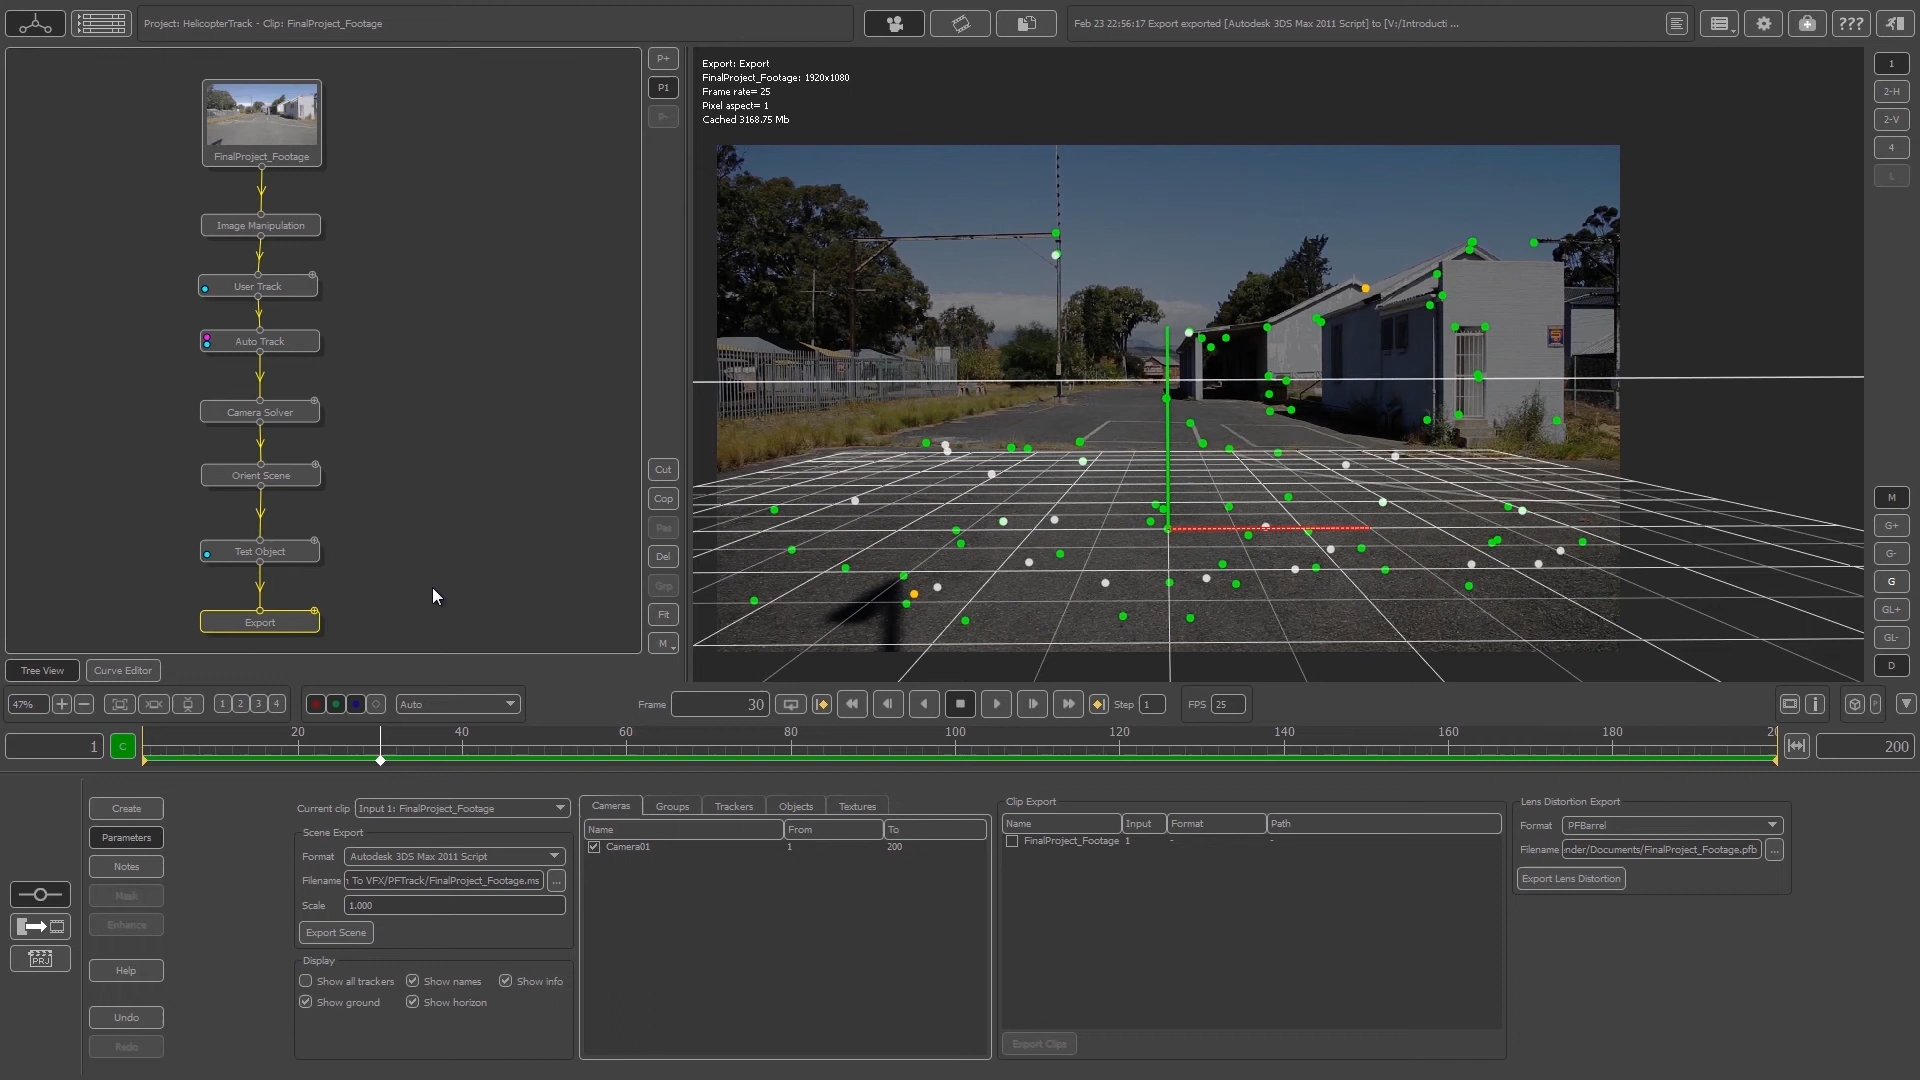 Project: HelicopterTrack - Clip: FinalProject_Footage
Feb 23 22:56:17 Export exported [Autodesk 3DS Max 2011 Script] to [V:/Introducti ...
???
FinalProject_Footage
Image Manipulation
User Track
Auto Track
Camera Solver
Orient Scene
Test Object
Export
P+
P1
P-
Cut
Cop
Pas
Del
Grp
Fit
M
Export: Export
FinalProject_Footage: 1920x1080
Frame rate= 25
Pixel aspect= 1
Cached 3168.75 Mb
1
2-H
2-V
4
L
M
G+
G-
G
GL+
GL-
D
Tree View
Curve Editor
47%
1 2 3 4
Auto
Frame 30
Step 1
FPS 25
1
C
20 40 60 80 100 120 140 160 180 20
200
Create
Parameters
Notes
Mask
Enhance
Help
Undo
Redo
PRJ
Current clip Input 1: FinalProject_Footage
Scene Export
Format Autodesk 3DS Max 2011 Script
Filename To VFX/PFTrack/FinalProject_Footage.ms ...
Scale 1.000
Export Scene
Display
Show all trackers Show names Show info
Show ground Show horizon
Cameras Groups Trackers Objects Textures
Name From To
Camera01 1 200
Clip Export
Name Input Format Path
FinalProject_Footage 1 - -
Export Clips
Lens Distortion Export
Format PFBarrel
Filename nder/Documents/FinalProject_Footage.pfb ...
Export Lens Distortion